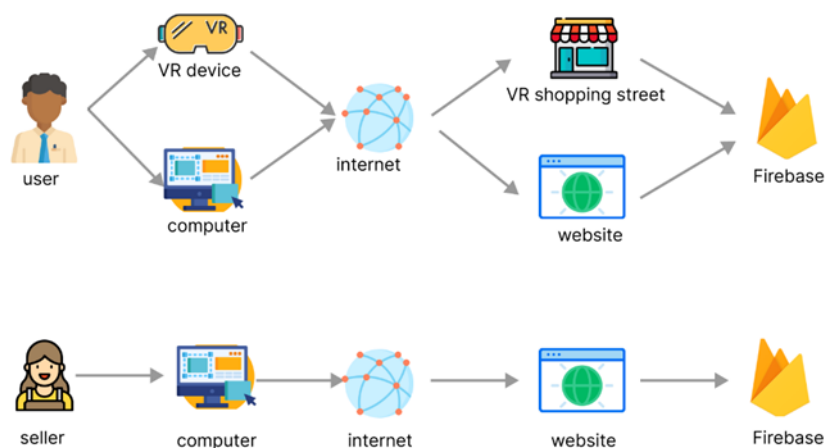 VR
VR device
user
computer
internet
VR shopping street
website
Firebase
seller
computer
internet
website
Firebase